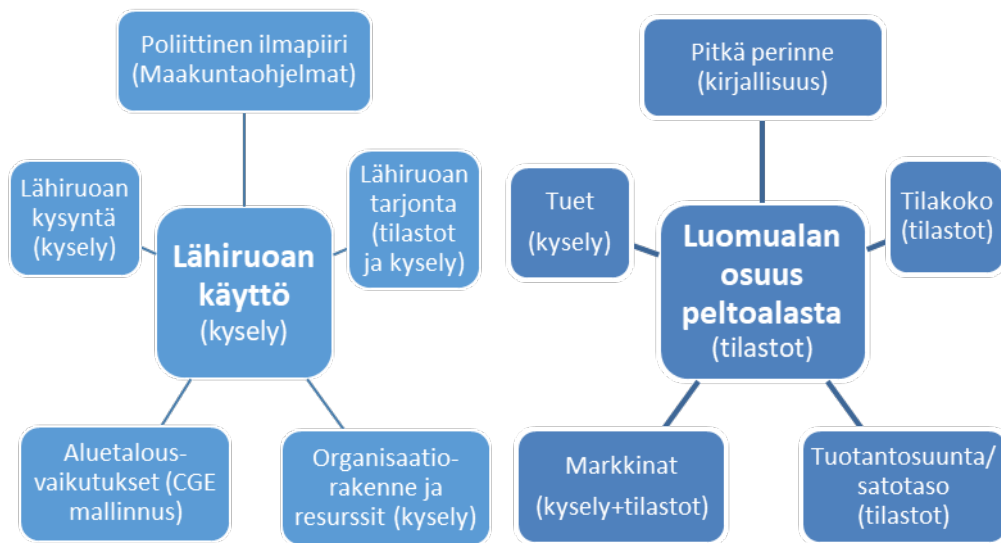 Poliittinen ilmapiiri
(Maakuntaohjelmat)
Lähiruoan
kysyntä
(kysely)
Lähiruoan
tarjonta
(tilastot
ja kysely)
Lähiruoan
käyttö
(kysely)
Aluetalous-
vaikutukset (CGE
mallinnus)
Organisaatio-
rakenne ja
resurssit (kysely)
Pitkä perinne
(kirjallisuus)
Tuet
(kysely)
Tilakoko
(tilastot)
Luomualan
osuus
peltoalasta
(tilastot)
Markkinat
(kysely+tilastot)
Tuotantosuunta/
satotaso
(tilastot)